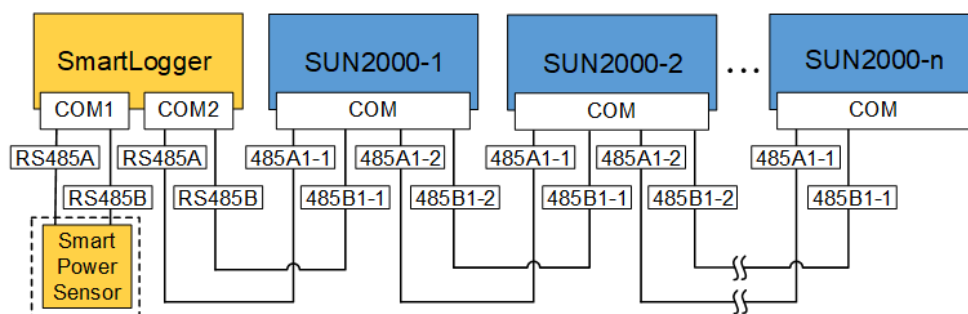 SmartLogger
SUN2000-1
SUN2000-2
...
SUN2000-n
COM1
COM2
COM
COM
COM
RS485A
RS485A
485A1-1
485A1-2
485A1-1
485A1-2
485A1-1
RS485B
RS485B
485B1-1
485B1-2
485B1-1
485B1-2
485B1-1
Smart
Power
Sensor